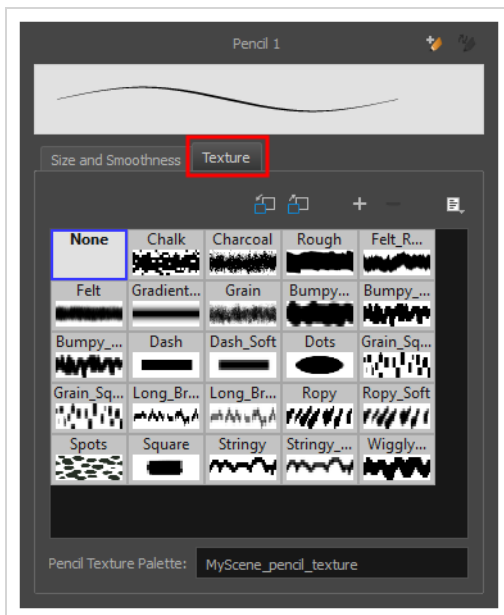 Pencil 1
Size and Smoothness Texture
None Chalk Charcoal Rough Felt_R...
Felt Gradient... Grain Bumpy... Bumpy_...
Bumpy_... Dash Dash_Soft Dots Grain_Sq...
Grain_Sq... Long_Br... Long_Br... Ropy Ropy_Soft
Spots Square Stringy Stringy_... Wiggly...
Pencil Texture Palette: MyScene_pencil_texture